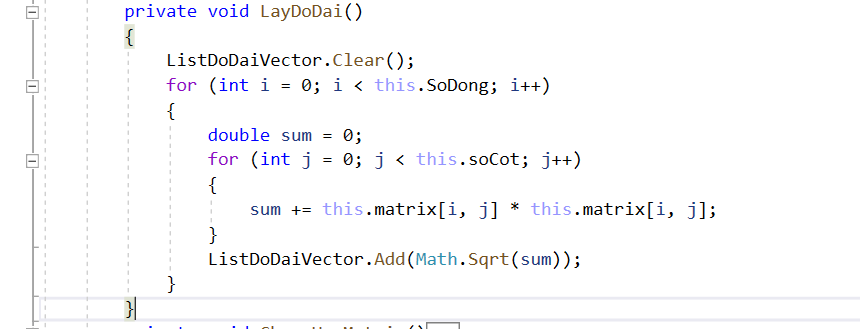 private void LayDoDai()
{
ListDoDaiVector.Clear();
for (int i = 0; i < this.SoDong; i++)
{
double sum = 0;
for (int j = 0; j < this.soCot; j++)
{
sum += this.matrix[i, j] * this.matrix[i, j];
}
ListDoDaiVector.Add(Math.Sqrt(sum));
}
}